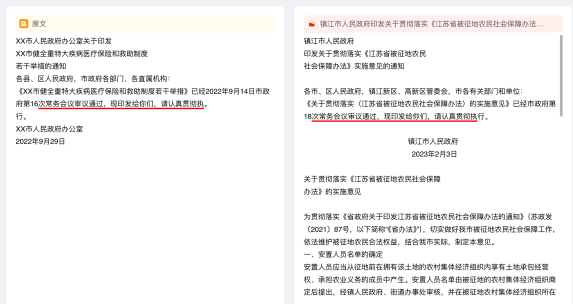 原文
XX市人民政府办公室关于印发
XX市健全重特大疾病医疗保险和救助制度
若干举措的通知
各县、区人民政府，市政府各部门、各直属机构:
《XX市健全重特大疾病医疗保险和救助制度若干举措》已经2022年9月14日市政
府第16次常务会议审议通过，现印发给你们，请认真贯彻执。
行。
XX市人民政府办公室
2022年9月29日
镇江市人民政府印发关于贯彻落实《江苏省被征地农民社会保障办法...
镇江市人民政府
印发关于贯彻落实《江苏省被征地农民
社会保障办法》实施意见的通知
各市、区人民政府，镇江新区、高新区管委会，市各有关部门和单位:
《关于贯彻落实〈江苏省被征地农民社会保障办法〉的实施意见》已经市政府第
18次常务会议审议通过，现印发给你们，请认真贯彻执行。
镇江市人民政府
2023年2月3日
关于贯彻落实《江苏省被征地农民社会保障
办法》的实施意见
为贯彻落实《省政府关于印发江苏省被征地农民社会保障办法的通知》（苏政发
〔2021〕87号，以下简称“《省办法》”），切实做好我市被征地农民社会保障工作，
依法维护被征地农民合法权益，结合我市实际，制定本意见。
一、安置人员名单的确定
安置人员应当从征地前在拥有该土地的农村集体经济组织内享有土地承包经营
权、承担农业义务的成员中产生。安置人员名单由被征地的农村集体经济组织商
定后提出，经镇人民政府、街道办事处审核，并在被征地农村集体经济组织所在